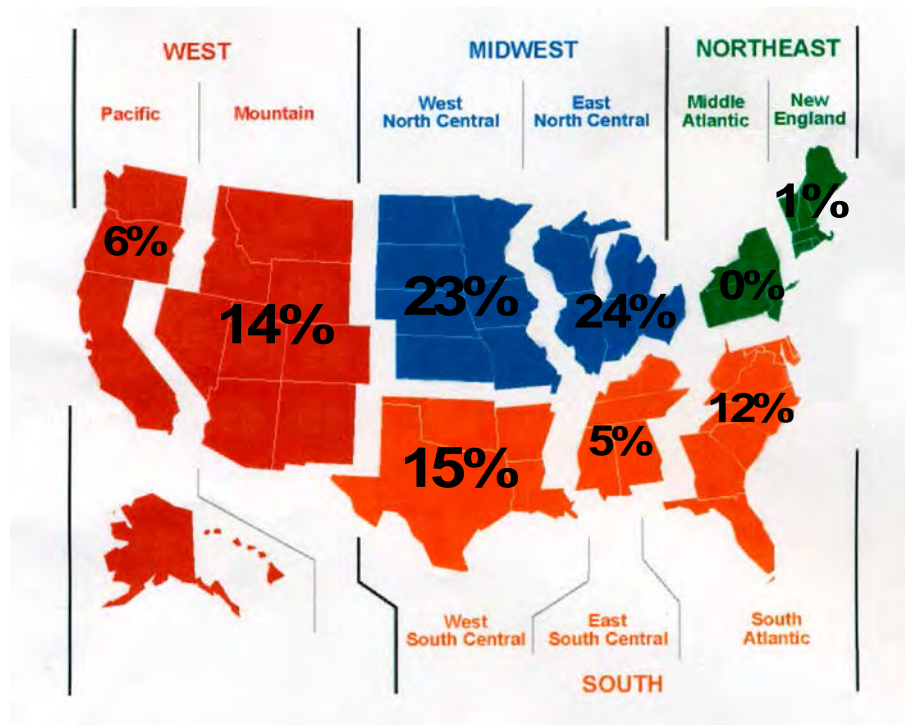 WEST
MIDWEST
NORTHEAST
Pacific
Mountain
West
North Central
East
North Central
Middle
Atlantic
New
England
1%
6%
0%
23%
14%
24%
12%
5%
15%
West
South Central
East
South Central
South
Atlantic
SOUTH